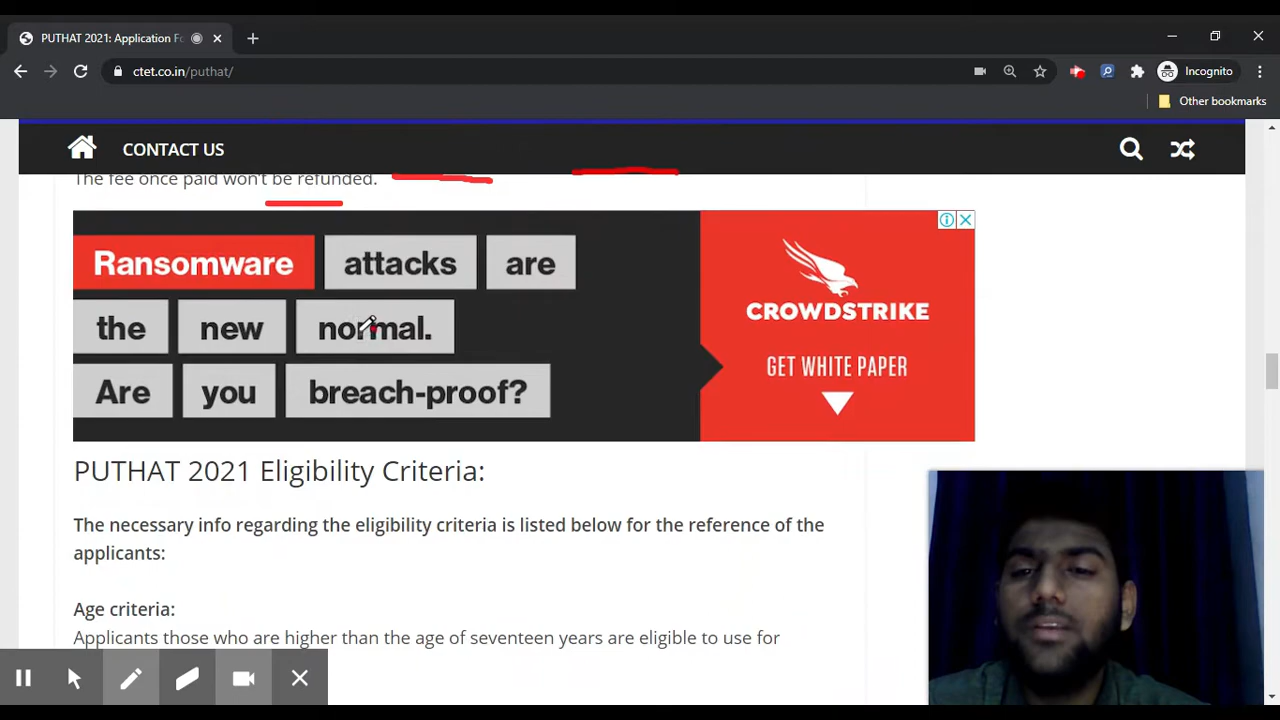 PUTHAT 2021: Application Fo
ctet.co.in/puthat/
Incognito
Other bookmarks
CONTACT US
The fee once paid won't be refunded.
Ransomware attacks are
the new normal.
Are you breach-proof?
CROWDSTRIKE
GET WHITE PAPER
PUTHAT 2021 Eligibility Criteria:
The necessary info regarding the eligibility criteria is listed below for the reference of the
applicants:
Age criteria:
Applicants those who are higher than the age of seventeen years are eligible to use for